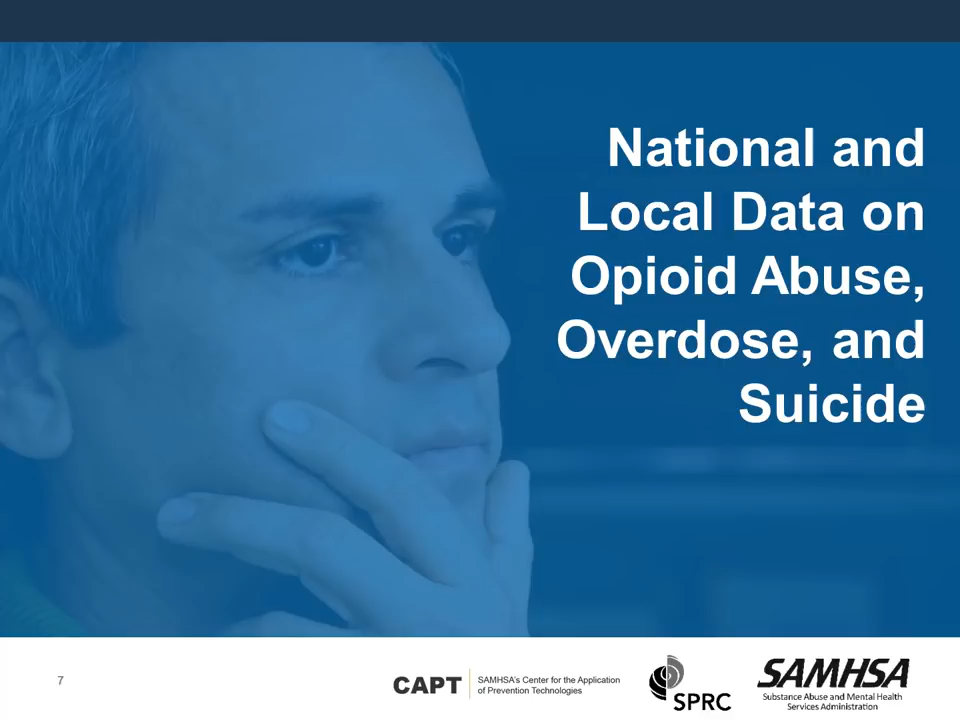 National and
Local Data on
Opioid Abuse,
Overdose, and
Suicide
7
CAPT
SAMHSA's Center for the Application
of Prevention Technologies
SPRC
SAMHSA
Substance Abuse and Mental Health
Services Administration